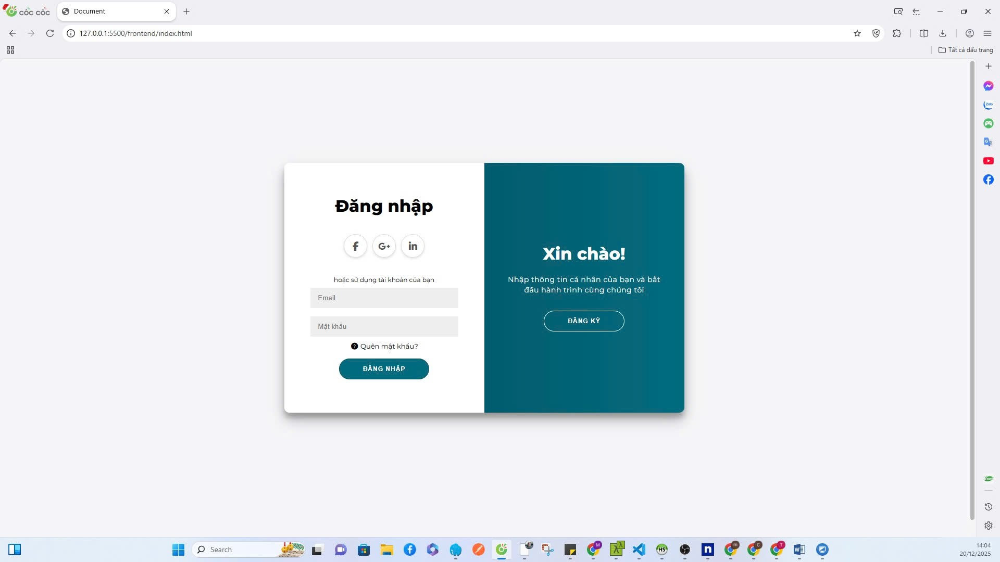 cốc cốc
Document
127.0.0.1:5500/frontend/index.html
Tất cả dấu trang
Zalo
Đăng nhập
G+
in
hoặc sử dụng tài khoản của bạn
Email
Mật khẩu
Quên mật khẩu?
ĐĂNG NHẬP
Xin chào!
Nhập thông tin cá nhân của bạn và bắt
đầu hành trình cùng chúng tôi
ĐĂNG KÝ
Search
14:04
20/12/2025